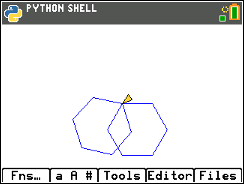 PYTHON SHELL
Fns… a A # Tools Editor Files